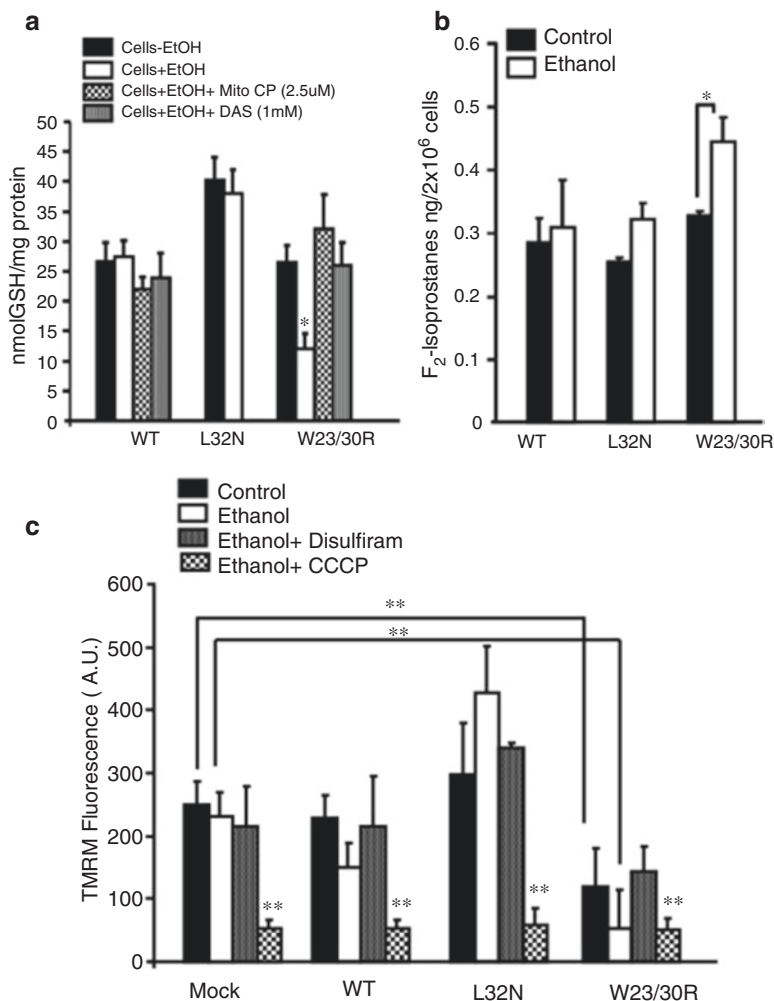 a
Cells-EtOH
Cells+EtOH
Cells+EtOH+ Mito CP (2.5uM)
Cells+EtOH+ DAS (1mM)
nmolGSH/mg protein
50
45
40
35
30
25
20
15
10
5
0
*
WT L32N W23/30R
b
Control
Ethanol
F₂-Isoprostanes ng/2x10⁶ cells
0.6
0.5
0.4
0.3
0.2
0.1
0
*
WT L32N W23/30R
c
Control
Ethanol
Ethanol+ Disulfiram
Ethanol+ CCCP
TMRM Fluorescence ( A.U.)
600
500
400
300
200
100
0
**
**
** ** ** **
Mock WT L32N W23/30R